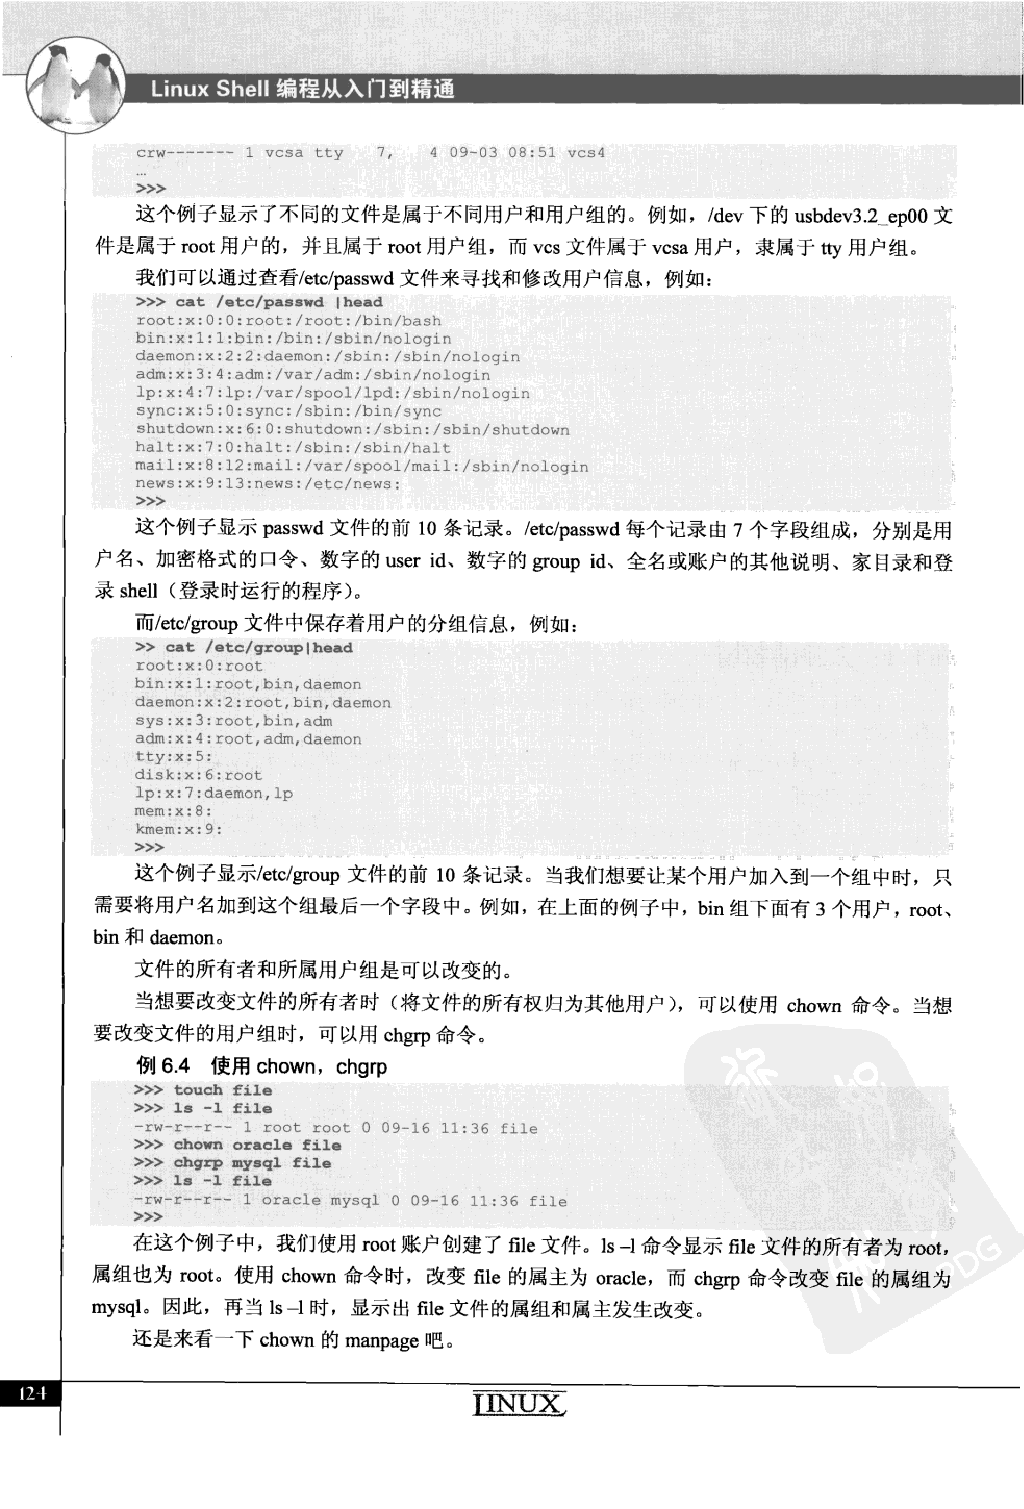 Linux Shell 编程从入门到精通
crw------- 1 vcsa tty 7, 4 09-03 08:51 vcs4
…
>>>
这个例子显示了不同的文件是属于不同用户和用户组的。例如，/dev 下的 usbdev3.2_ep00 文
件是属于 root 用户的，并且属于 root 用户组，而 vcs 文件属于 vcsa 用户，隶属于 tty 用户组。
我们可以通过查看/etc/passwd 文件来寻找和修改用户信息，例如：
>>> cat /etc/passwd |head
root:x:0:0:root:/root:/bin/bash
bin:x:1:1:bin:/bin:/sbin/nologin
daemon:x:2:2:daemon:/sbin:/sbin/nologin
adm:x:3:4:adm:/var/adm:/sbin/nologin
lp:x:4:7:lp:/var/spool/lpd:/sbin/nologin
sync:x:5:0:sync:/sbin:/bin/sync
shutdown:x:6:0:shutdown:/sbin:/sbin/shutdown
halt:x:7:0:halt:/sbin:/sbin/halt
mail:x:8:12:mail:/var/spool/mail:/sbin/nologin
news:x:9:13:news:/etc/news:
>>>
这个例子显示 passwd 文件的前 10 条记录。/etc/passwd 每个记录由 7 个字段组成，分别是用
户名、加密格式的口令、数字的 user id、数字的 group id、全名或账户的其他说明、家目录和登
录 shell（登录时运行的程序）。
而/etc/group 文件中保存着用户的分组信息，例如：
>> cat /etc/group|head
root:x:0:root
bin:x:1:root,bin,daemon
daemon:x:2:root,bin,daemon
sys:x:3:root,bin,adm
adm:x:4:root,adm,daemon
tty:x:5:
disk:x:6:root
lp:x:7:daemon,lp
mem:x:8:
kmem:x:9:
>>>
这个例子显示/etc/group 文件的前 10 条记录。当我们想要让某个用户加入到一个组中时，只
需要将用户名加到这个组最后一个字段中。例如，在上面的例子中，bin 组下面有 3 个用户，root、
bin 和 daemon。
文件的所有者和所属用户组是可以改变的。
当想要改变文件的所有者时（将文件的所有权归为其他用户），可以使用 chown 命令。当想
要改变文件的用户组时，可以用 chgrp 命令。
例 6.4 使用 chown，chgrp
>>> touch file
>>> ls -l file
-rw-r--r-- 1 root root 0 09-16 11:36 file
>>> chown oracle file
>>> chgrp mysql file
>>> ls -l file
-rw-r--r-- 1 oracle mysql 0 09-16 11:36 file
>>>
在这个例子中，我们使用 root 账户创建了 file 文件。ls –l 命令显示 file 文件的所有者为 root，
属组也为 root。使用 chown 命令时，改变 file 的属主为 oracle，而 chgrp 命令改变 file 的属组为
mysql。因此，再当 ls –l 时，显示出 file 文件的属组和属主发生改变。
还是来看一下 chown 的 manpage 吧。
124
LINUX